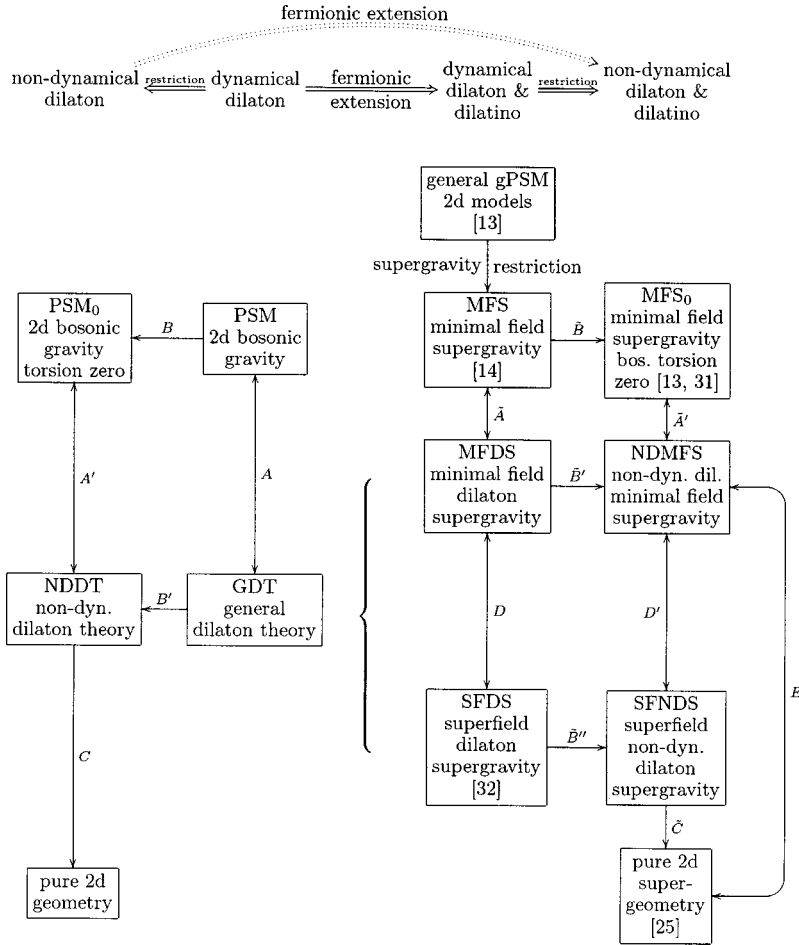 fermionic extension
non-dynamical
dilaton
restriction
dynamical
dilaton
fermionic
extension
dynamical
dilaton &
dilatino
restriction
non-dynamical
dilaton &
dilatino
general gPSM
2d models
[13]
supergravity restriction
PSM₀
2d bosonic
gravity
torsion zero
B
PSM
2d bosonic
gravity
MFS
minimal field
supergravity
[14]
B̃
MFS₀
minimal field
supergravity
bos. torsion
zero [13, 31]
A′
A
Ã
Ã′
MFDS
minimal field
dilaton
supergravity
B̃′
NDMFS
non-dyn. dil.
minimal field
supergravity
NDDT
non-dyn.
dilaton theory
B′
GDT
general
dilaton theory
D
D′
E
SFDS
superfield
dilaton
supergravity
[32]
B̃″
SFNDS
superfield
non-dyn.
dilaton
supergravity
C
C̃
pure 2d
geometry
pure 2d
super-
geometry
[25]